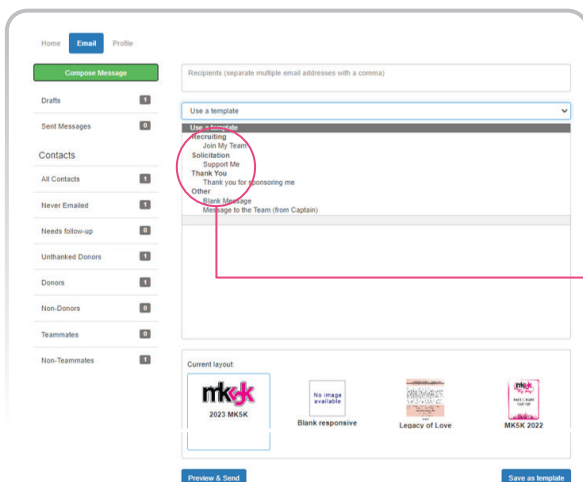 Home Email Profile
Compose Message
Drafts 1
Sent Messages 0
Contacts
All Contacts 1
Never Emailed 1
Needs follow-up 0
Unthanked Donors 1
Donors 1
Non-Donors 0
Teammates 0
Non-Teammates 1
Recipients (separate multiple email addresses with a comma)
Use a template
Use a template
Recruiting
Join My Team
Solicitation
Support Me
Thank You
Thank you for sponsoring me
Other
Blank Message
Message to the Team (from Captain)
Current layout:
mk5k
2023 MK5K
No image
available
Blank responsive
Legacy of Love
MK5K 2022
Preview & Send
Save as template